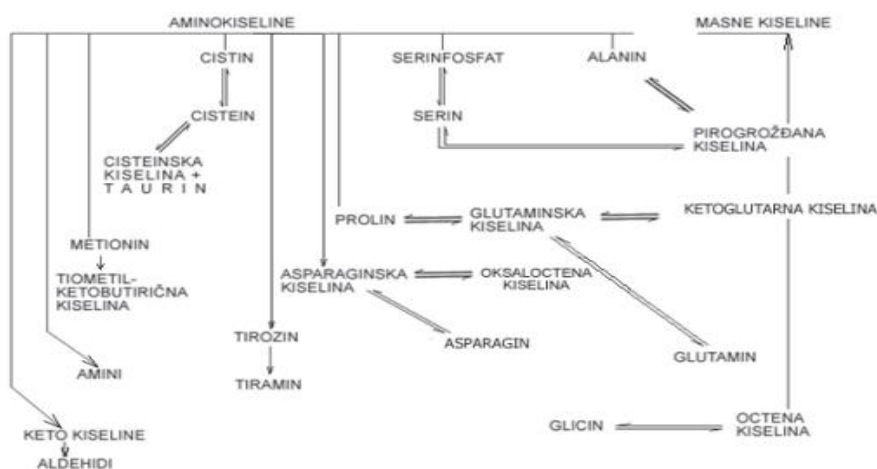 AMINOKISELINE
MASNE KISELINE
CISTIN
SERINFOSFAT
ALANIN
CISTEIN
SERIN
PIROGROŽĐANA
KISELINA
CISTEINSKA
KISELINA +
T A U R I N
PROLIN
GLUTAMINSKA
KISELINA
KETOGLUTARNA KISELINA
METIONIN
TIOMETIL-
KETOBUTIRIČNA
KISELINA
ASPARAGINSKA
KISELINA
OKSALOCTENA
KISELINA
TIROZIN
ASPARAGIN
GLUTAMIN
AMINI
TIRAMIN
GLICIN
OCTENA
KISELINA
KETO KISELINE
ALDEHIDI